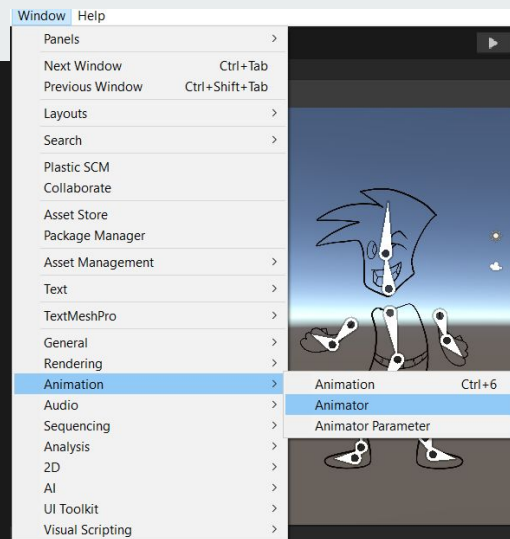 Window Help
Panels >
Next Window Ctrl+Tab
Previous Window Ctrl+Shift+Tab
Layouts >
Search >
Plastic SCM
Collaborate
Asset Store
Package Manager
Asset Management >
Text >
TextMeshPro >
General >
Rendering >
Animation >
Animation Ctrl+6
Animator
Animator Parameter
Audio >
Sequencing >
Analysis >
2D >
AI >
UI Toolkit >
Visual Scripting >